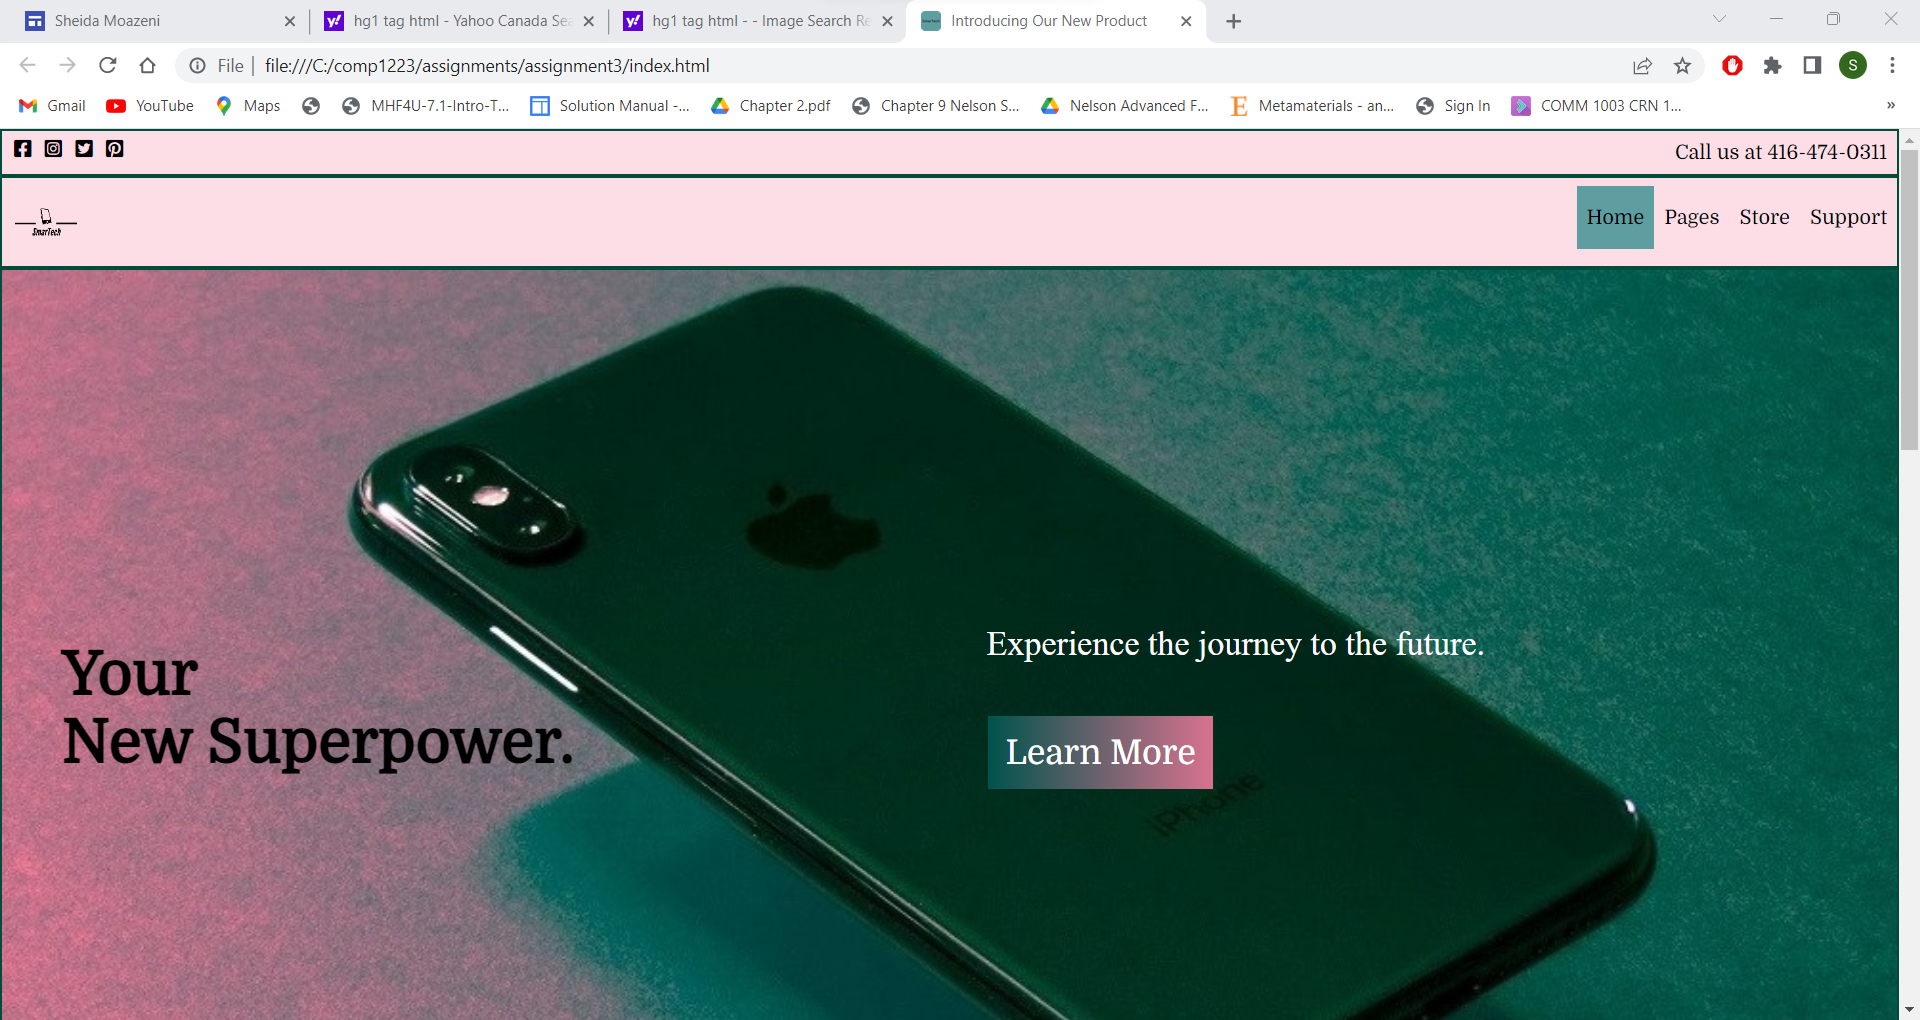 Sheida Moazeni
hg1 tag html - Yahoo Canada Sea
hg1 tag html - - Image Search Re
Introducing Our New Product
File
file:///C:/comp1223/assignments/assignment3/index.html
S
Gmail
YouTube
Maps
MHF4U-7.1-Intro-T...
Solution Manual -...
Chapter 2.pdf
Chapter 9 Nelson S...
Nelson Advanced F...
Metamaterials - an...
Sign In
COMM 1003 CRN 1...
»
Call us at 416-474-0311
SmarTech
Home
Pages
Store
Support
Experience the journey to the future.
Your
New Superpower.
Learn More
iPhone